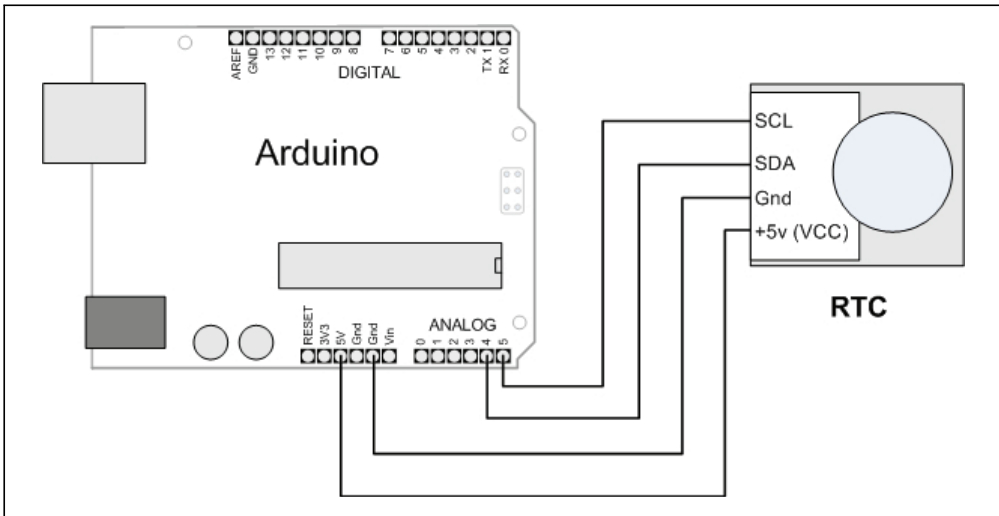 AREF GND 13 12 11 10 9 8 7 6 5 4 3 2 TX 1 RX 0
DIGITAL
Arduino
SCL
SDA
Gnd
+5v (VCC)
RTC
ANALOG
RESET 3V3 5V Gnd Gnd Vin 0 1 2 3 4 5